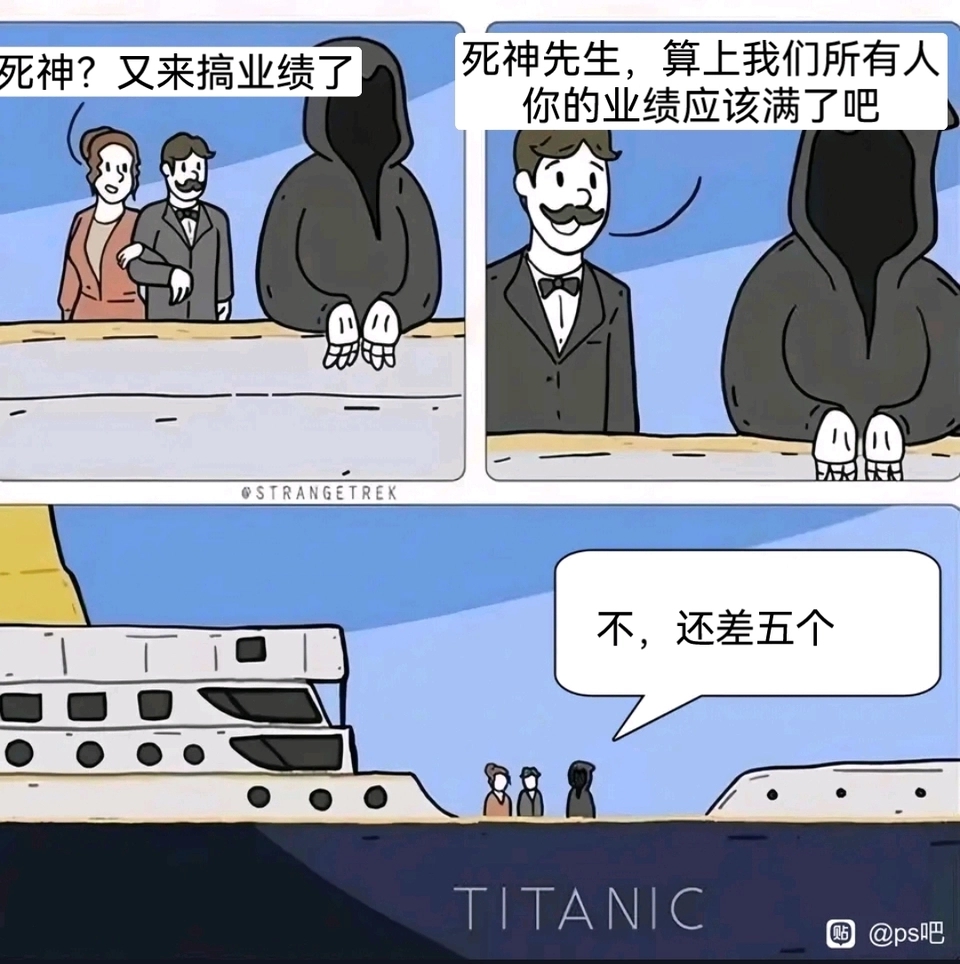 死神？又来搞业绩了
死神先生，算上我们所有人
你的业绩应该满了吧
@STRANGETREK
不，还差五个
TITANIC
贴 @ps吧